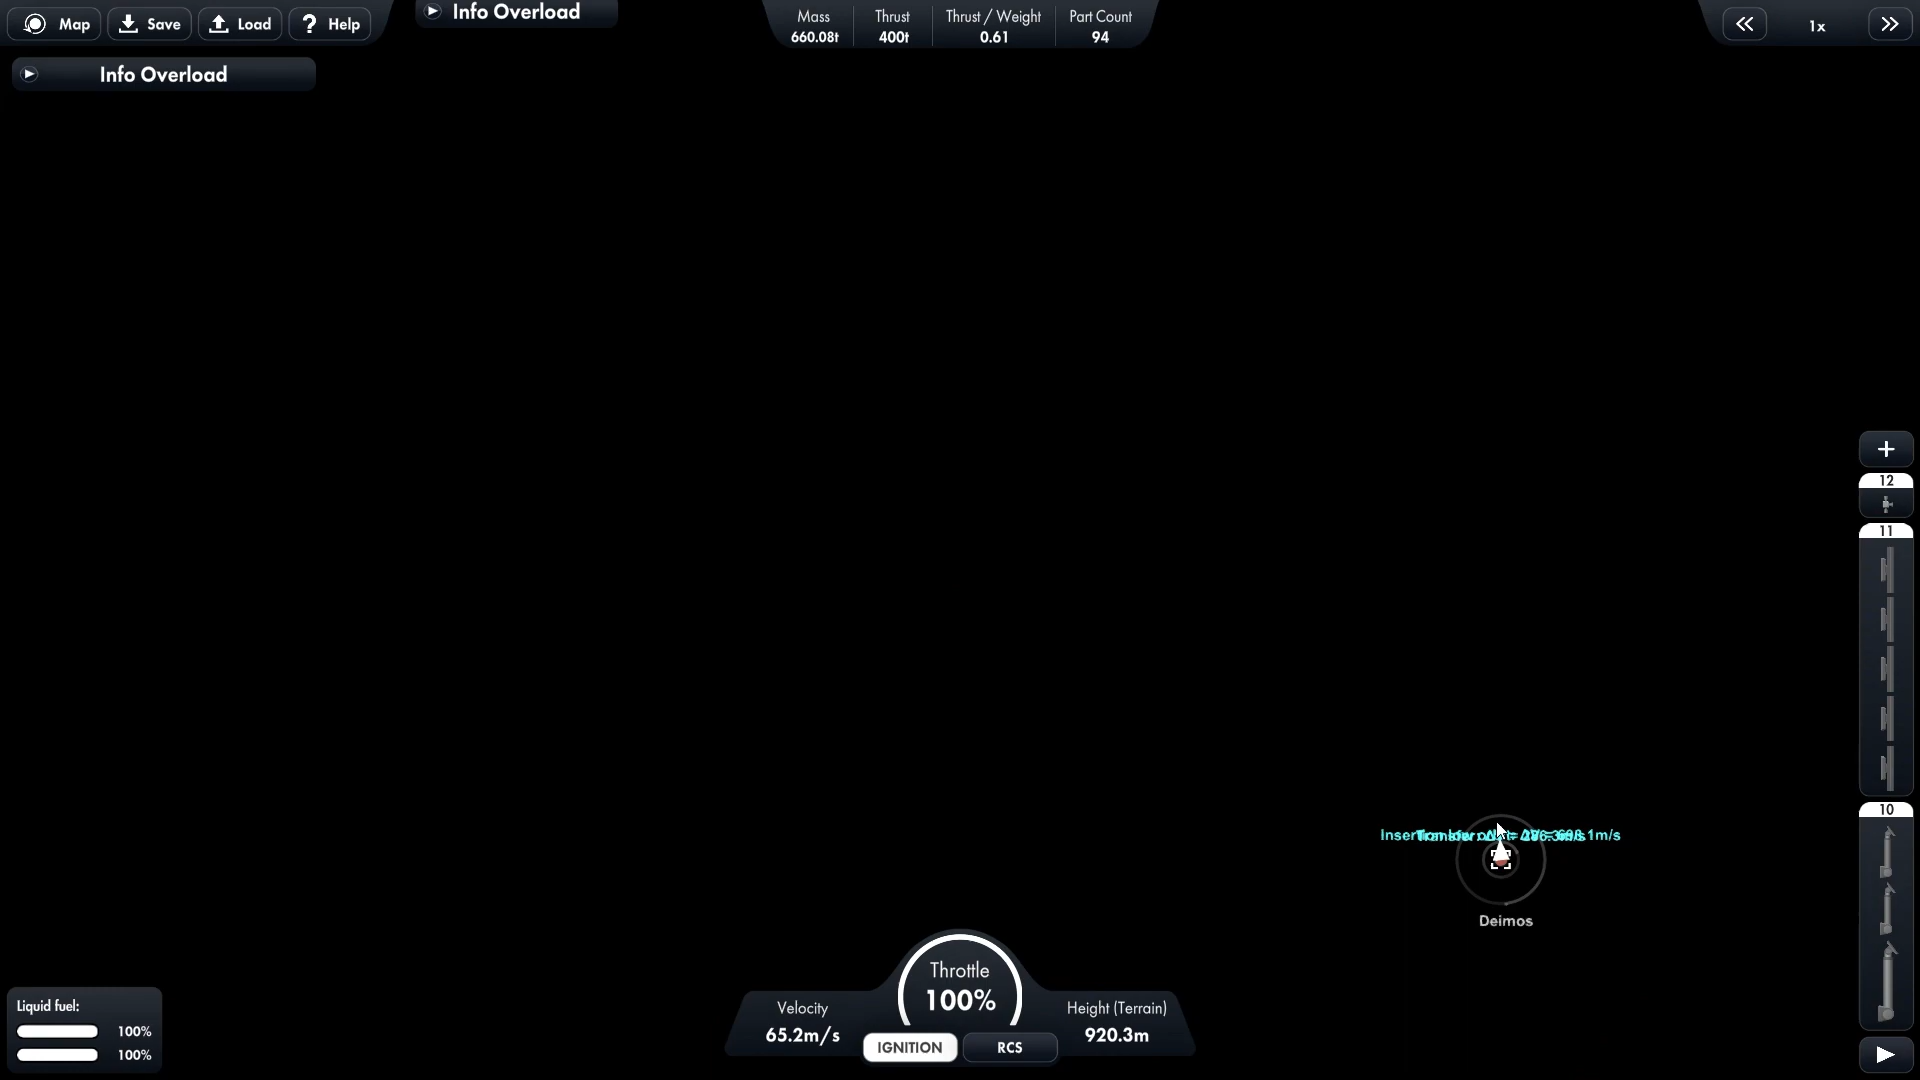 Map
Save
Load
Help
Info Overload
Info Overload
Mass
660.08t
Thrust
400t
Thrust / Weight
0.61
Part Count
94
1x
12
11
10
Deimos
Liquid fuel:
100%
100%
Throttle
100%
Velocity
65.2m/s
IGNITION
RCS
Height (Terrain)
920.3m